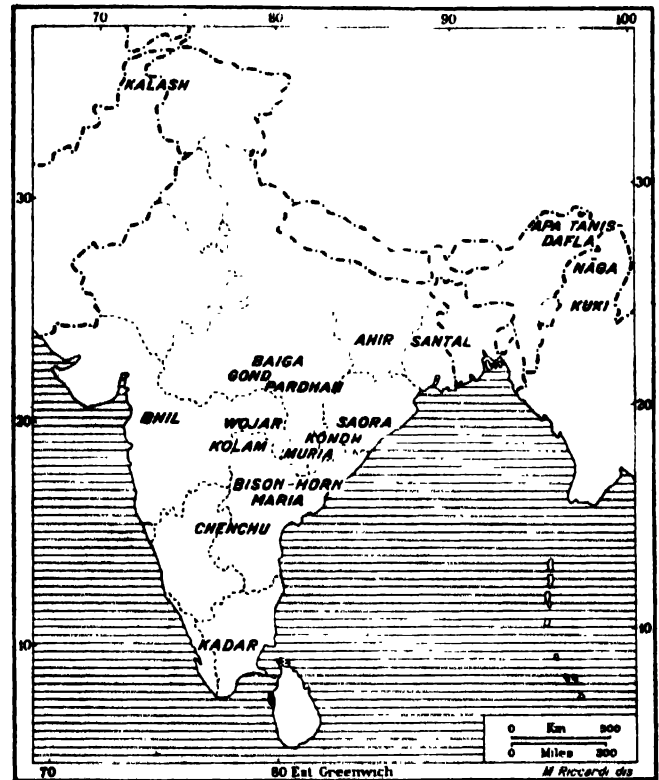 70 80 90 100
KALASH
30 30
APA TANIS
DAFLA
NĀGA
KUKI
AHIR SANTAL
BAIGA
GOND
PARDHAN
20 20
BHIL WOJAR SAORA
KOLAM KONDH
MURIA
BISON-HORN
MARIA
CHENCHU
10 10
KADAR
0 Km 500
0 Miles 300
70 80 Est Greenwich M Riccardi dis